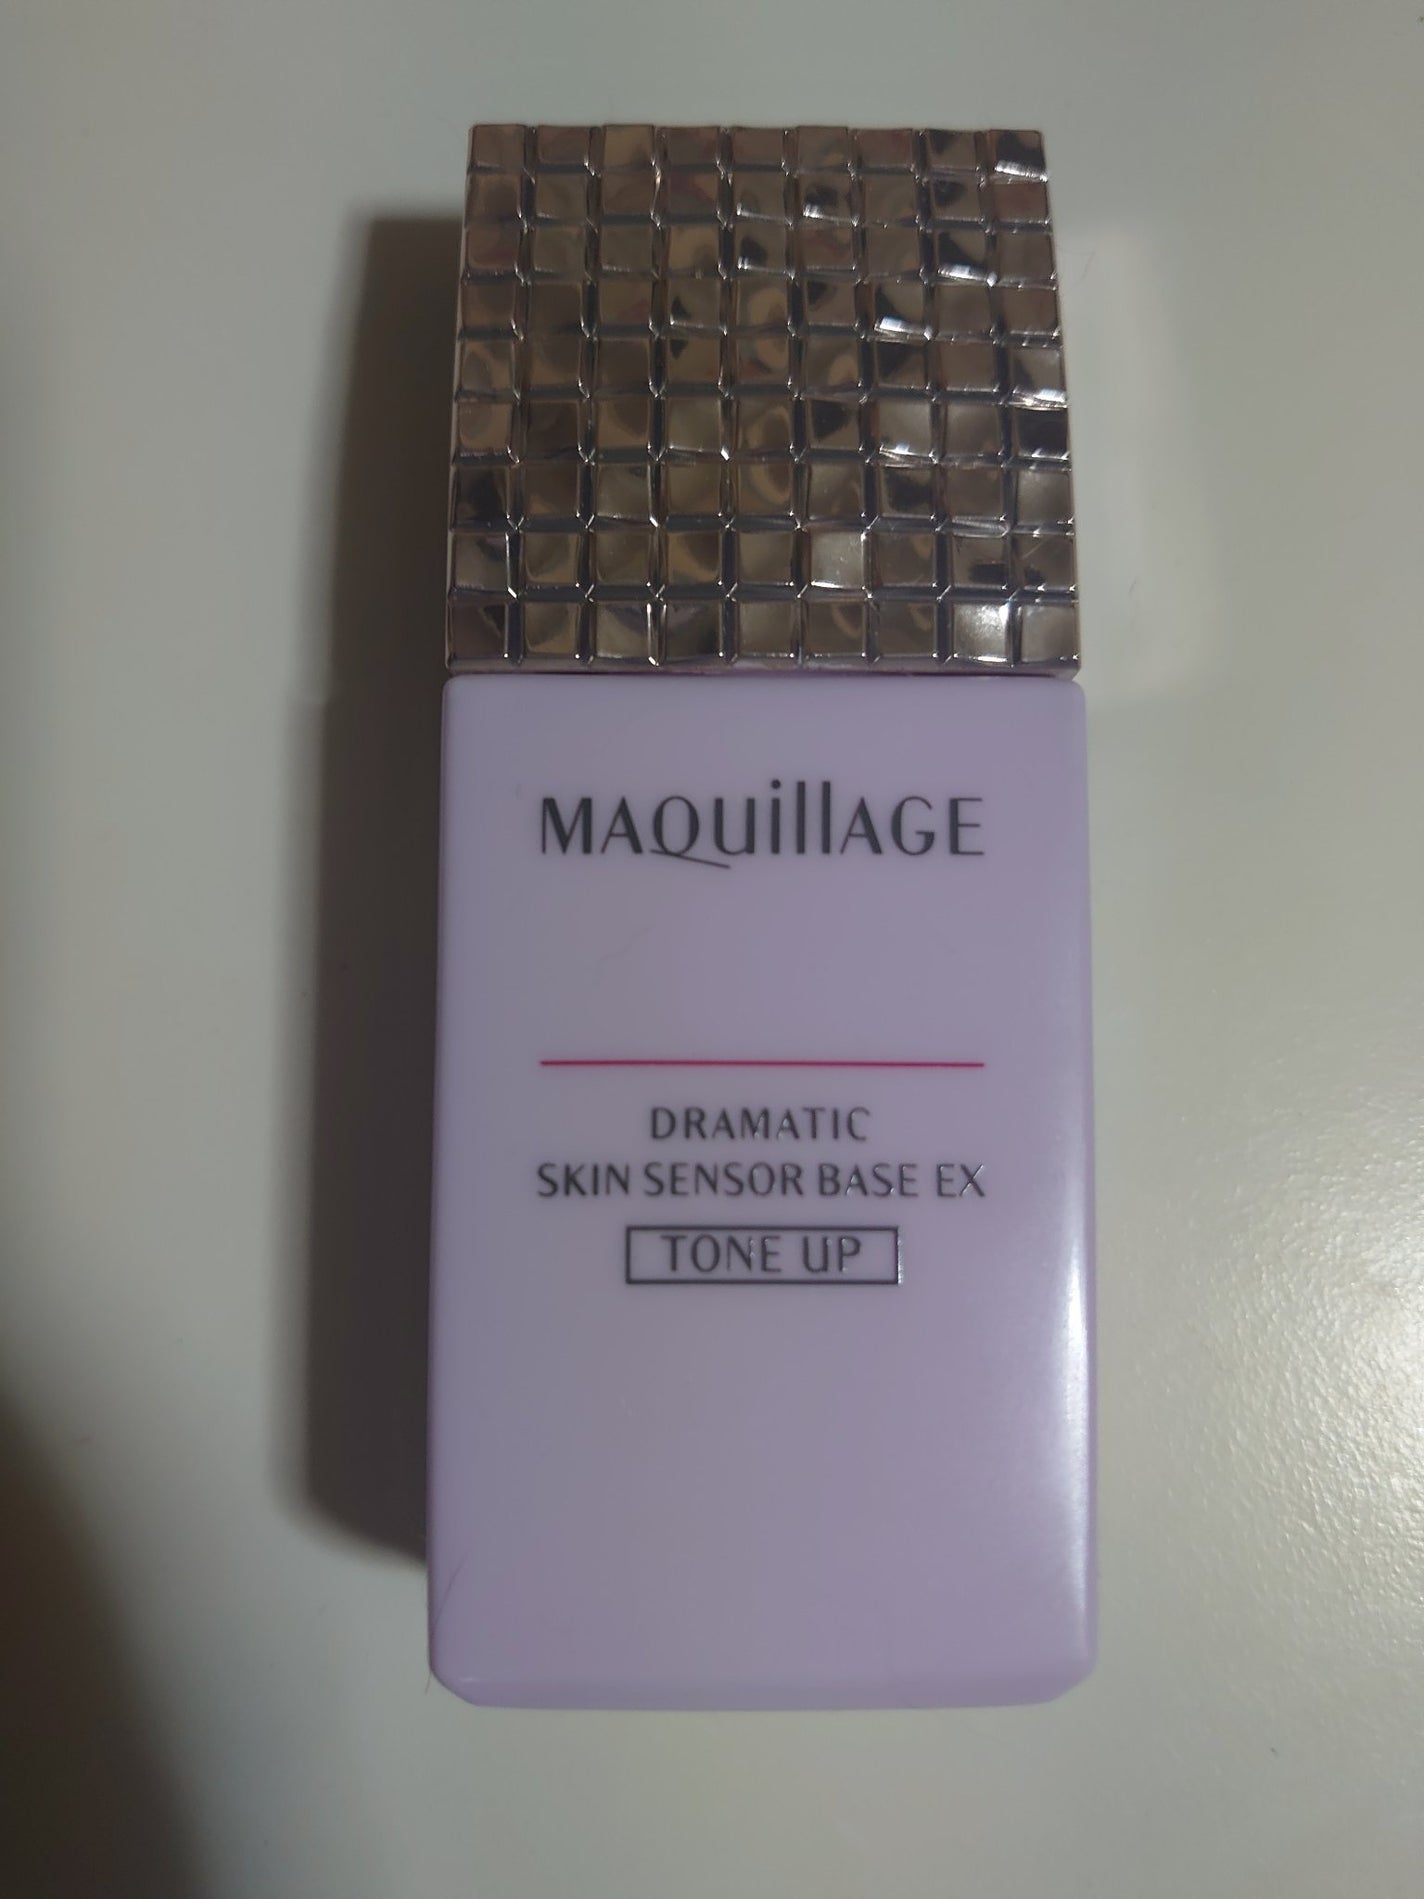 MAQuillAGE
DRAMATIC
SKIN SENSOR BASE EX
TONE UP